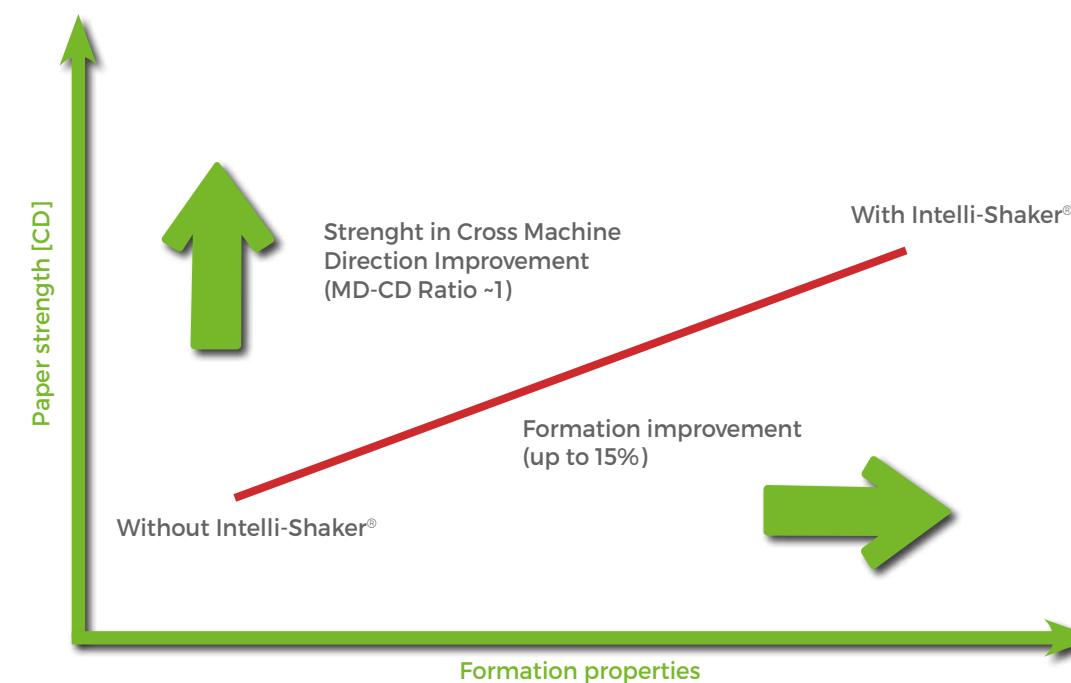 Paper strength [CD]
Strenght in Cross Machine
Direction Improvement
(MD-CD Ratio ~1)
With Intelli-Shaker®
Formation improvement
(up to 15%)
Without Intelli-Shaker®
Formation properties